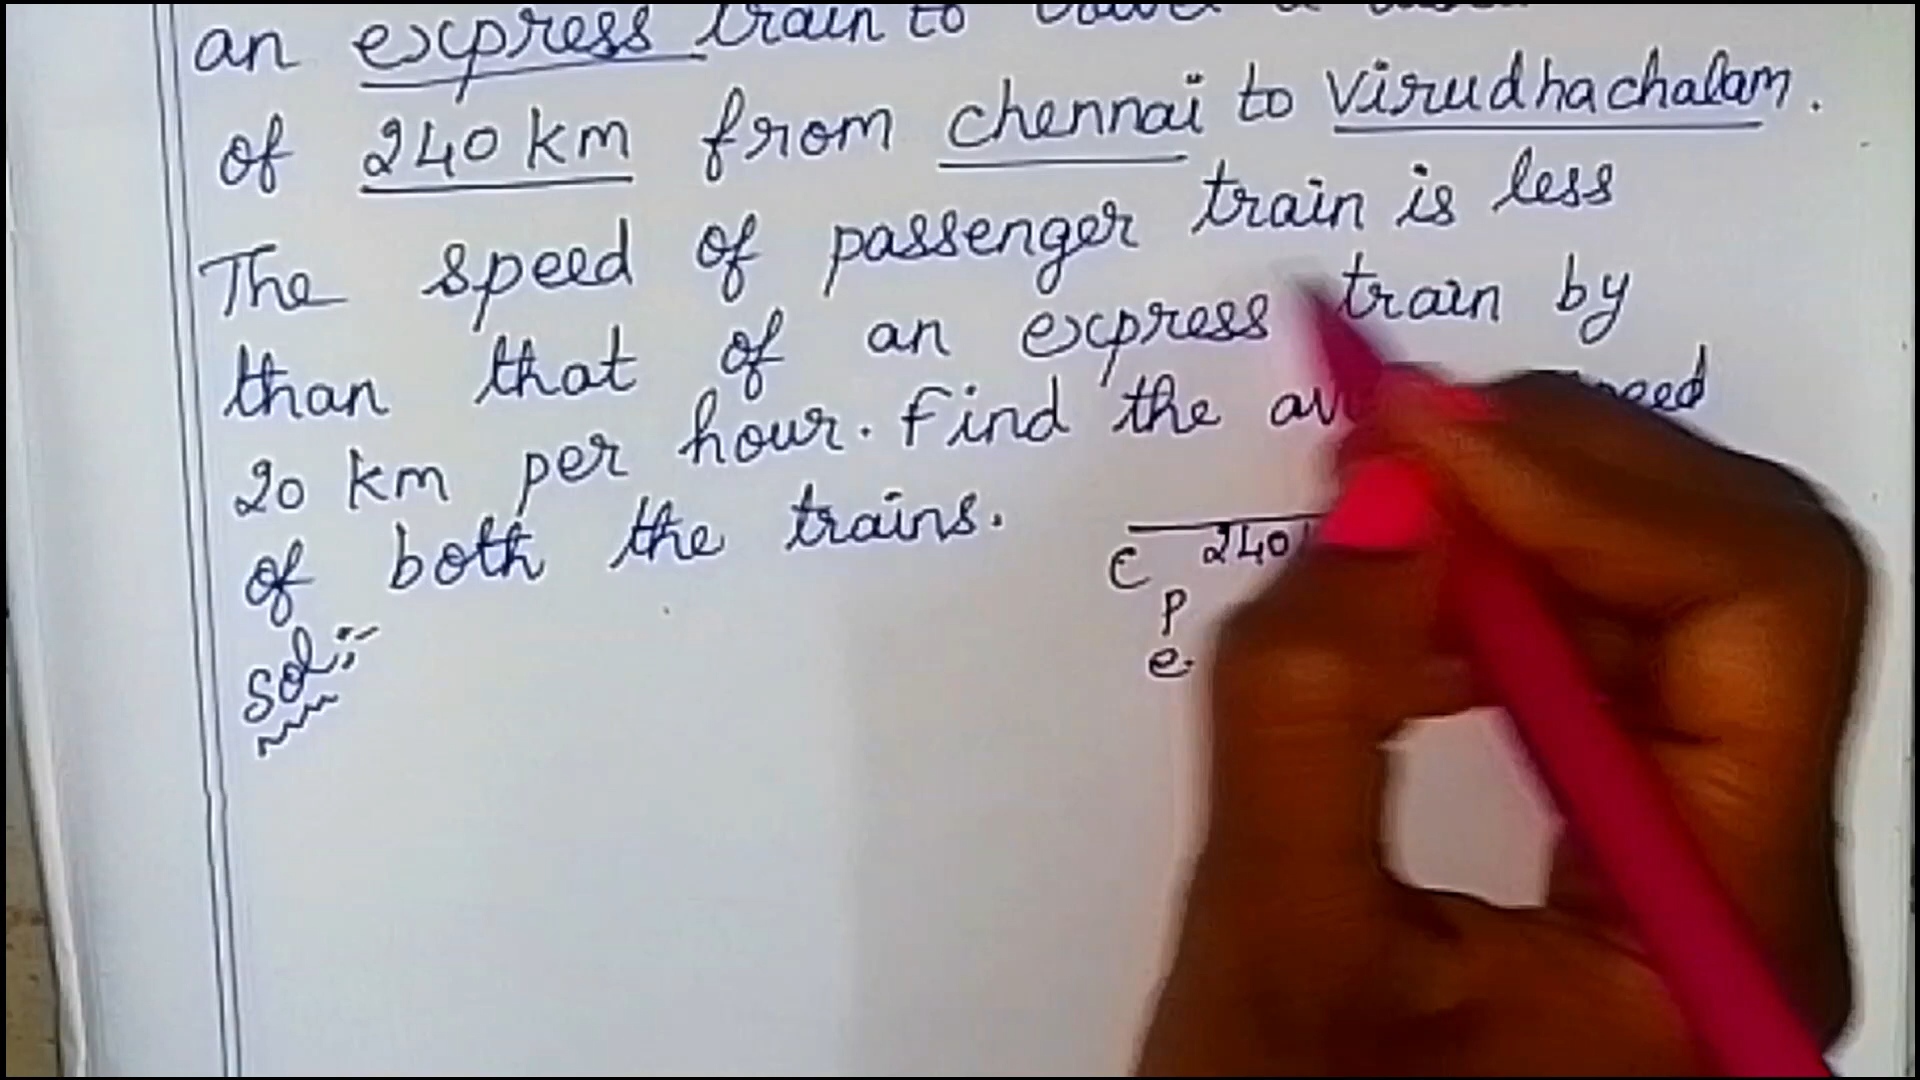 an express train to
of 240 km from chennai to virudhachalam.
The speed of passenger train is less
than that of an express train by
20 km per hour. Find the
of both the trains.
C 240
P
e.
Sol:-